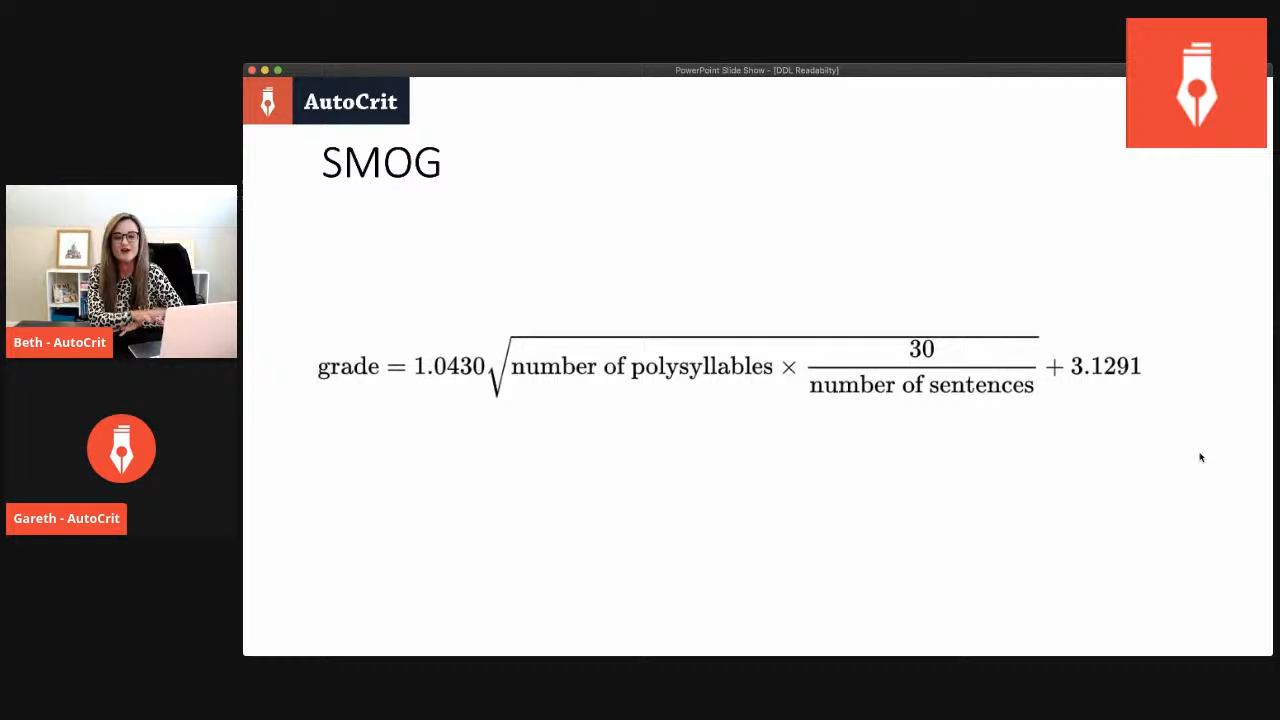 PowerPoint Slide Show - [DDL Readabilty]
AutoCrit
SMOG
grade = 1.0430√(number of polysyllables × 30/number of sentences) + 3.1291
Beth - AutoCrit
Gareth - AutoCrit